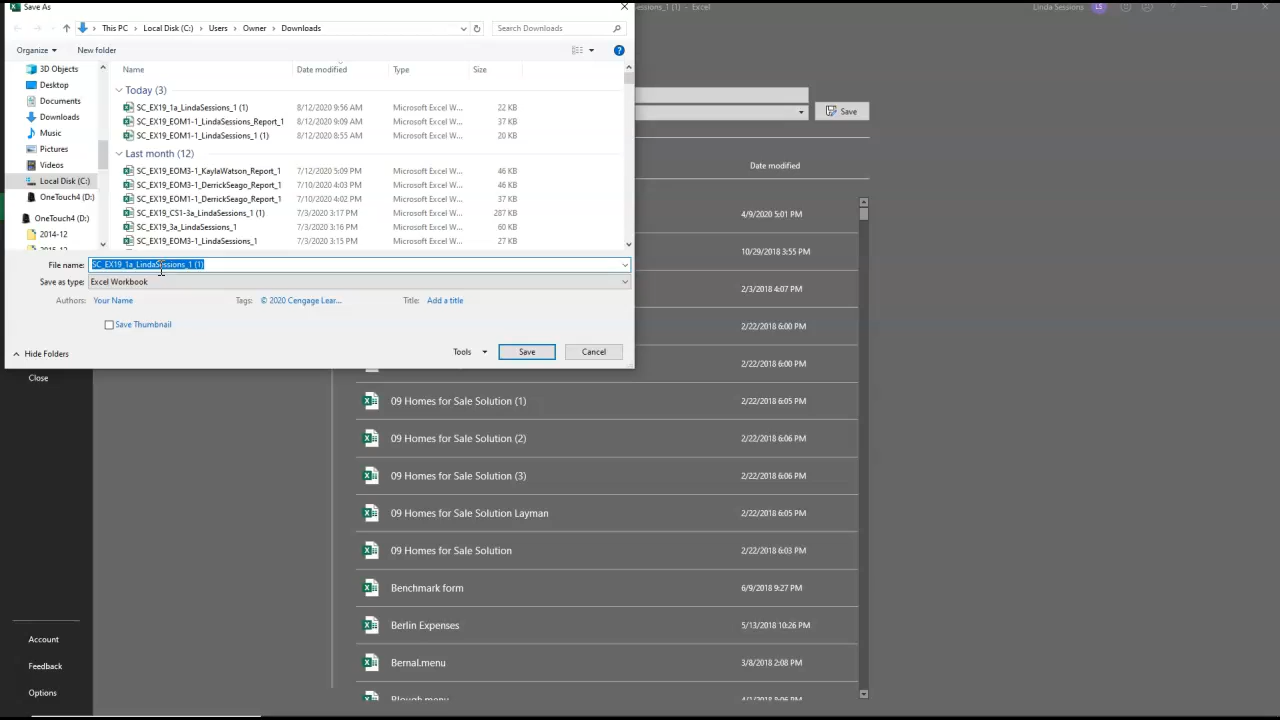 Save As
essions_1 [1] - Excel
Linda Sessions
LS
This PC > Local Disk (C:) > Users > Owner > Downloads
Search Downloads
Organize
New folder
3D Objects
Desktop
Documents
Downloads
Music
Pictures
Videos
Local Disk (C:)
OneTouch4 (D:)
OneTouch4 (D:)
2014-12
2015-12
Name Date modified Type Size
Today (3)
SC_EX19_1a_LindaSessions_1 (1) 8/12/2020 9:56 AM Microsoft Excel W... 22 KB
SC_EX19_EOM1-1_LindaSessions_Report_1 8/12/2020 9:09 AM Microsoft Excel W... 37 KB
SC_EX19_EOM1-1_LindaSessions_1 (1) 8/12/2020 8:55 AM Microsoft Excel W... 20 KB
Last month (12)
SC_EX19_EOM3-1_KaylaWatson_Report_1 7/12/2020 5:09 PM Microsoft Excel W... 46 KB
SC_EX19_EOM3-1_DerrickSeago_Report_1 7/10/2020 4:03 PM Microsoft Excel W... 46 KB
SC_EX19_EOM1-1_DerrickSeago_Report_1 7/10/2020 4:02 PM Microsoft Excel W... 37 KB
SC_EX19_CS1-3a_LindaSessions_1 (1) 7/3/2020 3:17 PM Microsoft Excel W... 287 KB
SC_EX19_3a_LindaSessions_1 7/3/2020 3:16 PM Microsoft Excel W... 60 KB
SC_EX19_EOM3-1_LindaSessions_1 7/3/2020 3:15 PM Microsoft Excel W... 27 KB
File name: SC_EX19_1a_LindaSessions_1 (1)
Save as type: Excel Workbook
Authors: Your Name Tags: © 2020 Cengage Lear... Title: Add a title
Save Thumbnail
Hide Folders
Tools
Save
Cancel
Save
Date modified
4/9/2020 5:01 PM
10/29/2018 3:55 PM
2/3/2018 4:07 PM
2/22/2018 6:00 PM
2/22/2018 6:00 PM
Close
09 Homes for Sale Solution (1) 2/22/2018 6:05 PM
09 Homes for Sale Solution (2) 2/22/2018 6:06 PM
09 Homes for Sale Solution (3) 2/22/2018 6:06 PM
09 Homes for Sale Solution Layman 2/22/2018 6:05 PM
09 Homes for Sale Solution 2/22/2018 6:03 PM
Benchmark form 6/9/2018 9:27 PM
Berlin Expenses 5/13/2018 10:26 PM
Bernal.menu 3/8/2018 2:08 PM
Blough.menu 4/1/2018 8:06 PM
Account
Feedback
Options